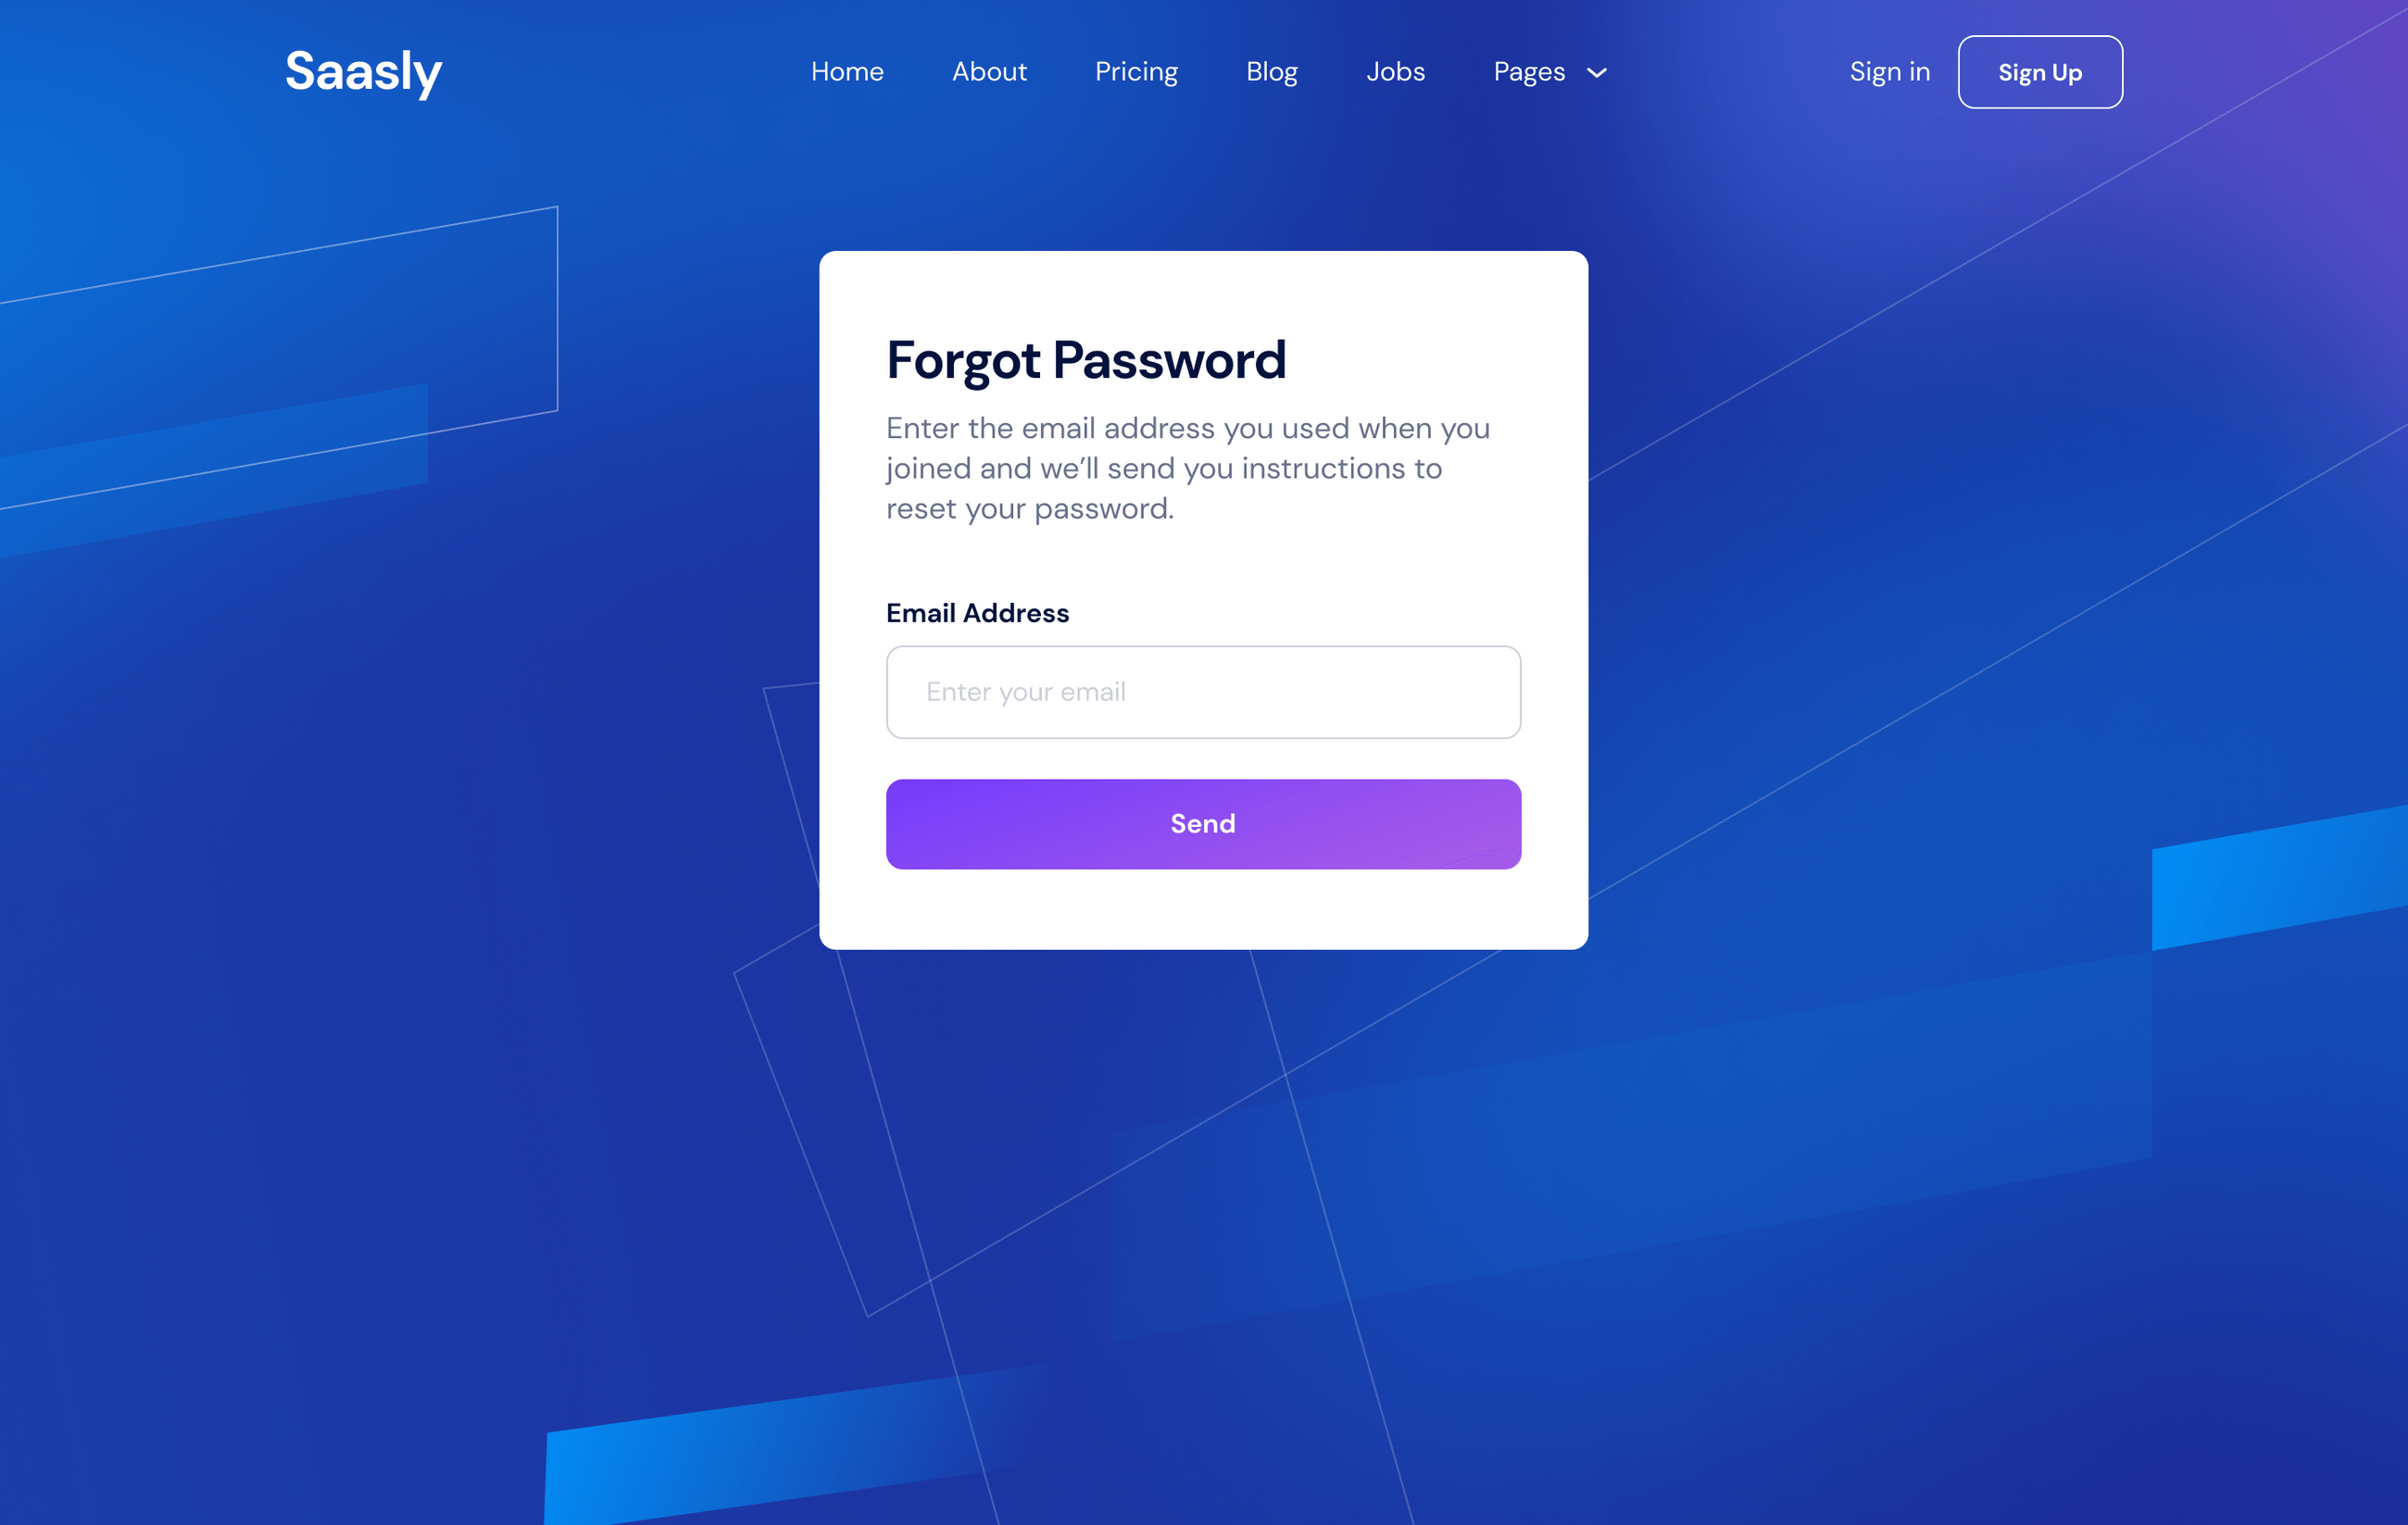 Saasly
Home About Pricing Blog Jobs Pages Sign in Sign Up
Forgot Password
Enter the email address you used when you
joined and we’ll send you instructions to
reset your password.
Email Address
Enter your email
Send